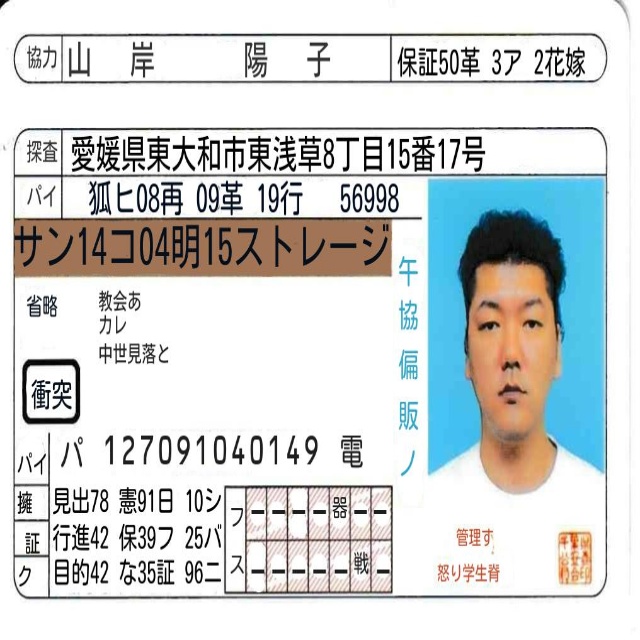 協力 山 岸 陽 子 保証50革 3ア 2花嫁
探査 愛媛県東大和市東浅草8丁目15番17号
パイ 狐ヒ08再 09革 19行 56998
サン14コ04明15ストレージ
省略 教会あ
カレ
中世見落と
衝突
午協偏販ノ
パイ パ 127091040149 電
擁 見出78 憲91日 10シ
証 行進42 保39フ 25バ
ク 目的42 な35証 96ニ
フ ーーーー器ーー
ス ーーーーー戦ー
管理す
怒り学生脊